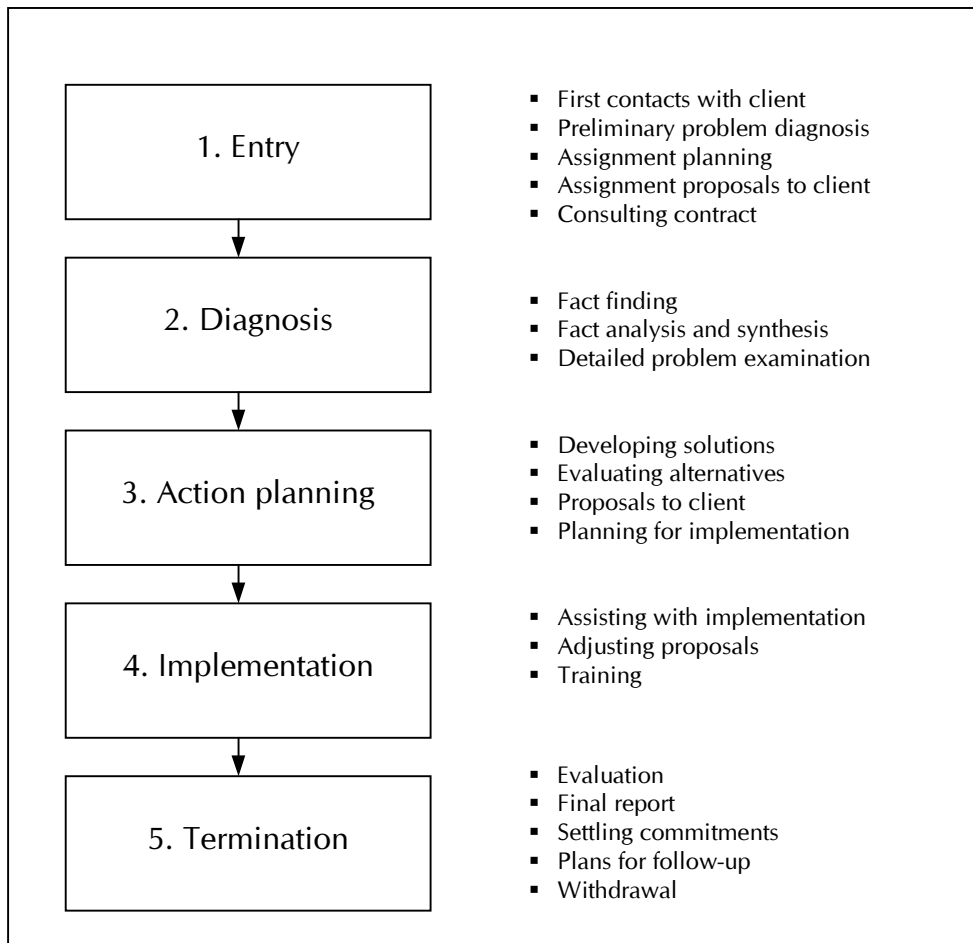 1. Entry
▪ First contacts with client
▪ Preliminary problem diagnosis
▪ Assignment planning
▪ Assignment proposals to client
▪ Consulting contract
2. Diagnosis
▪ Fact finding
▪ Fact analysis and synthesis
▪ Detailed problem examination
3. Action planning
▪ Developing solutions
▪ Evaluating alternatives
▪ Proposals to client
▪ Planning for implementation
4. Implementation
▪ Assisting with implementation
▪ Adjusting proposals
▪ Training
5. Termination
▪ Evaluation
▪ Final report
▪ Settling commitments
▪ Plans for follow-up
▪ Withdrawal